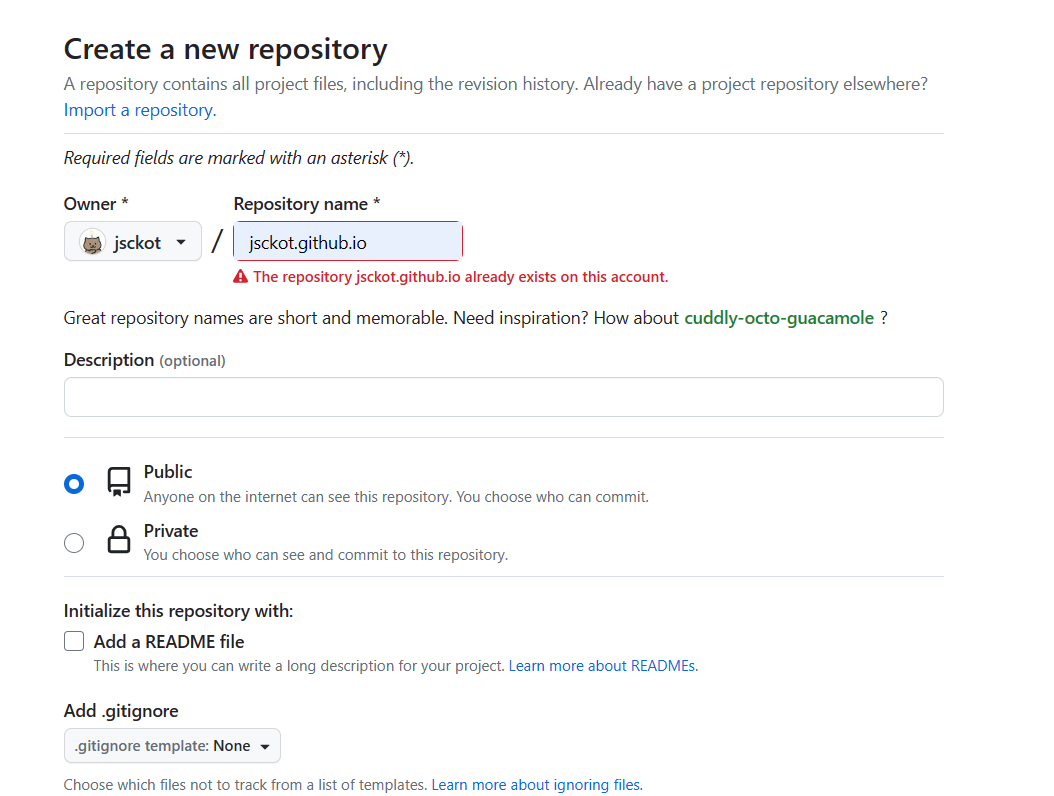 Create a new repository
A repository contains all project files, including the revision history. Already have a project repository elsewhere?
Import a repository.
Required fields are marked with an asterisk (*).
Owner * Repository name *
jsckot / jsckot.github.io
The repository jsckot.github.io already exists on this account.
Great repository names are short and memorable. Need inspiration? How about cuddly-octo-guacamole ?
Description (optional)
Public
Anyone on the internet can see this repository. You choose who can commit.
Private
You choose who can see and commit to this repository.
Initialize this repository with:
Add a README file
This is where you can write a long description for your project. Learn more about READMEs.
Add .gitignore
.gitignore template: None
Choose which files not to track from a list of templates. Learn more about ignoring files.